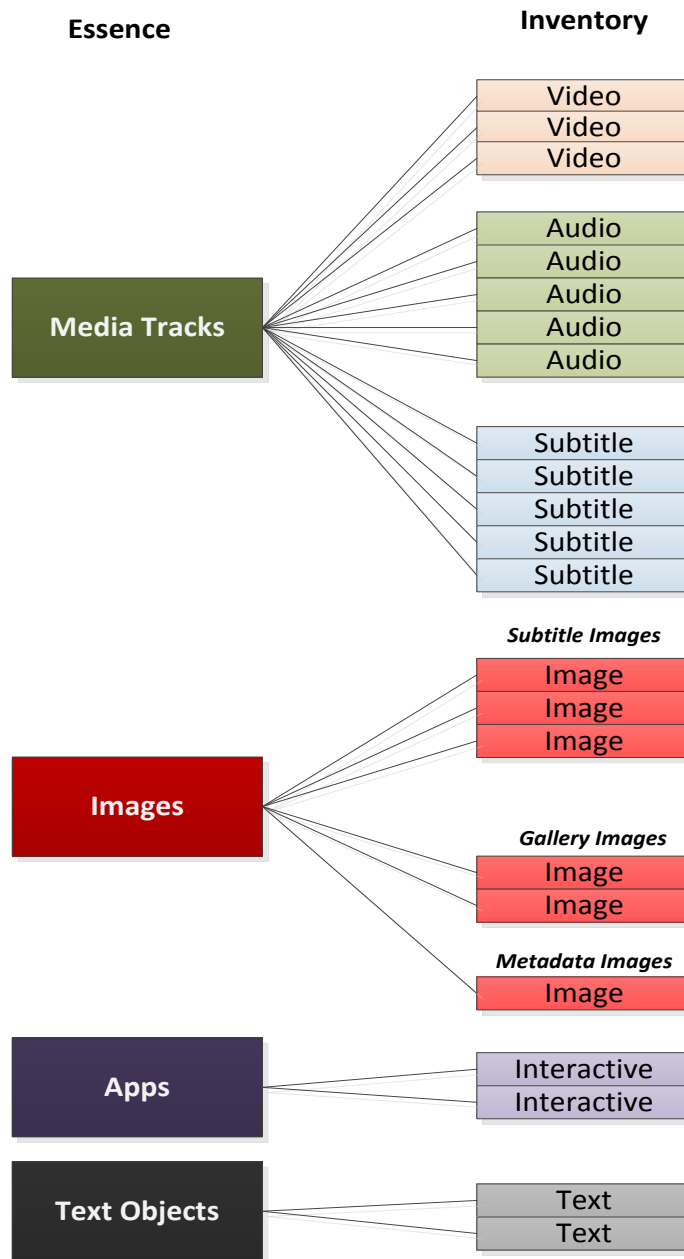 Essence
Inventory
Video
Video
Video
Audio
Audio
Audio
Audio
Audio
Media Tracks
Subtitle
Subtitle
Subtitle
Subtitle
Subtitle
Subtitle Images
Image
Image
Image
Images
Gallery Images
Image
Image
Metadata Images
Image
Apps
Interactive
Interactive
Text Objects
Text
Text